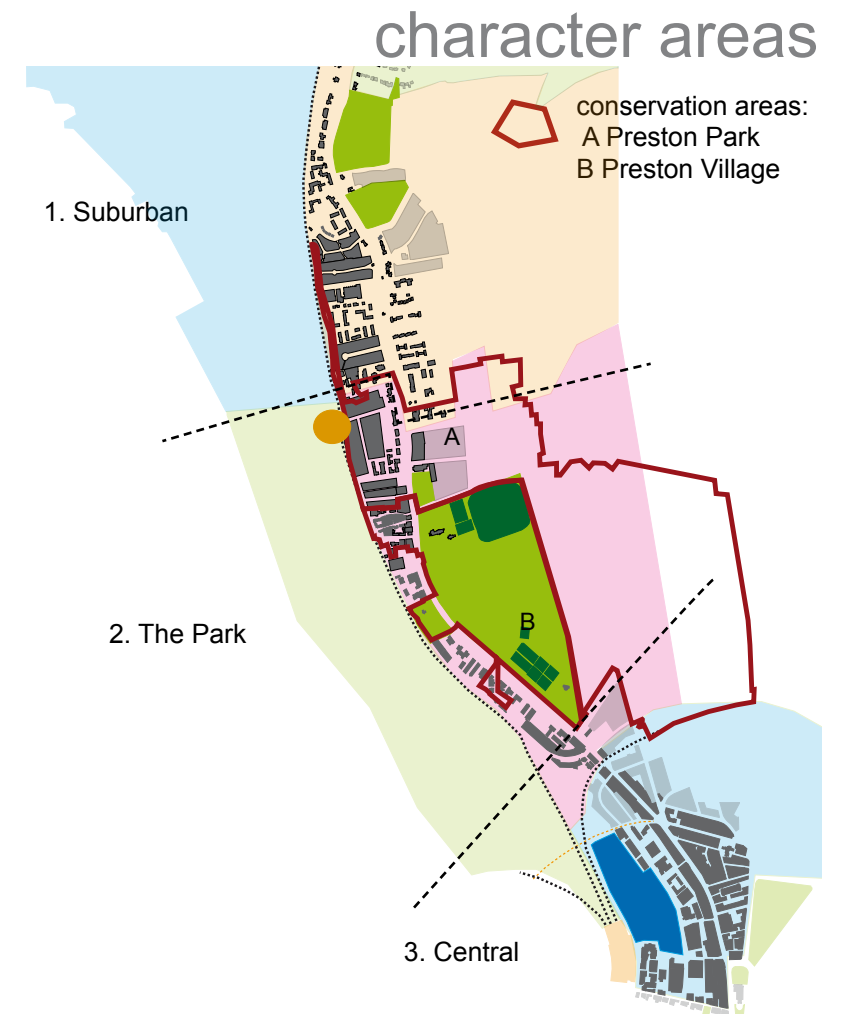 character areas
conservation areas:
A Preston Park
B Preston Village
1. Suburban
A
2. The Park
B
3. Central